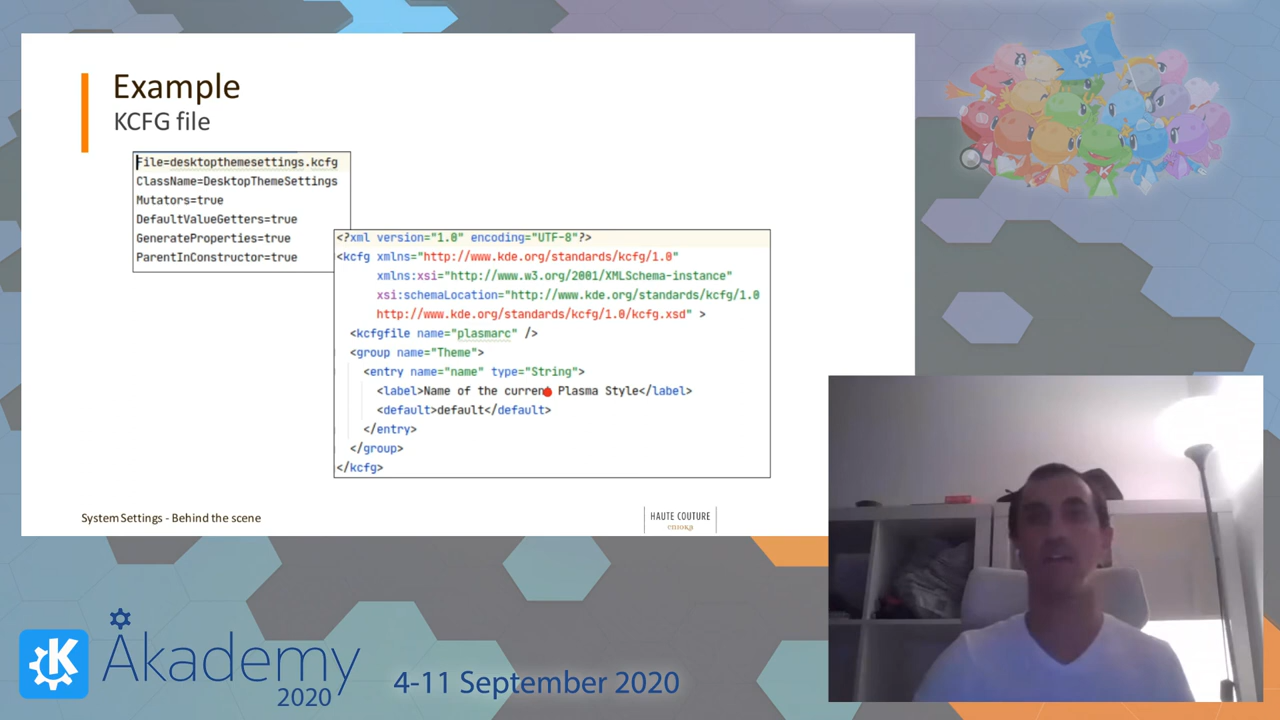 Example
KCFG file
File=desktopthemesettings.kcfg
ClassName=DesktopThemeSettings
Mutators=true
DefaultValueGetters=true
GenerateProperties=true
ParentInConstructor=true
<?xml version="1.0" encoding="UTF-8"?>
<kcfg xmlns="http://www.kde.org/standards/kcfg/1.0"
xmlns:xsi="http://www.w3.org/2001/XMLSchema-instance"
xsi:schemaLocation="http://www.kde.org/standards/kcfg/1.0
http://www.kde.org/standards/kcfg/1.0/kcfg.xsd" >
<kcfgfile name="plasmarc" />
<group name="Theme">
<entry name="name" type="String">
<label>Name of the current Plasma Style</label>
<default>default</default>
</entry>
</group>
</kcfg>
SystemSettings - Behind the scene
HAUTE COUTURE
enioka
Akademy
2020
4-11 September 2020